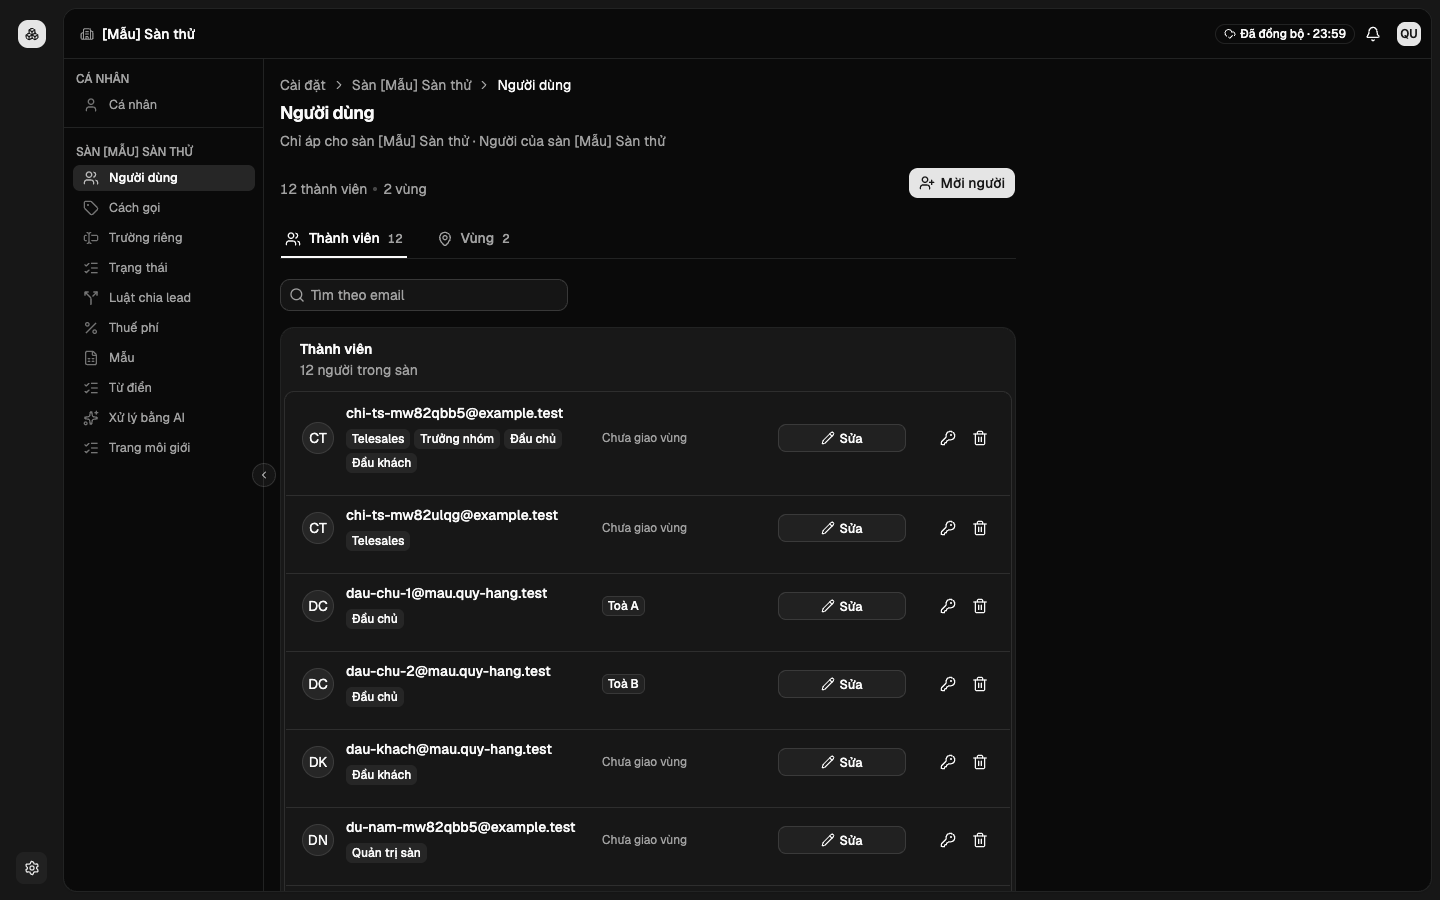 [Mẫu] Sàn thử
Đã đồng bộ · 23:59
QU
CÁ NHÂN
Cá nhân
SÀN [MẪU] SÀN THỬ
Người dùng
Cách gọi
Trường riêng
Trạng thái
Luật chia lead
Thuế phí
Mẫu
Từ điển
Xử lý bằng AI
Trang môi giới
Cài đặt > Sàn [Mẫu] Sàn thử > Người dùng
Người dùng
Chỉ áp cho sàn [Mẫu] Sàn thử · Người của sàn [Mẫu] Sàn thử
12 thành viên • 2 vùng
Mời người
Thành viên 12
Vùng 2
Tìm theo email
Thành viên
12 người trong sàn
CT
chi-ts-mw82qbb5@example.test
Telesales Trưởng nhóm Đầu chủ
Đầu khách
Chưa giao vùng
Sửa
CT
chi-ts-mw82ulqg@example.test
Telesales
Chưa giao vùng
Sửa
DC
dau-chu-1@mau.quy-hang.test
Đầu chủ
Toà A
Sửa
DC
dau-chu-2@mau.quy-hang.test
Đầu chủ
Toà B
Sửa
DK
dau-khach@mau.quy-hang.test
Đầu khách
Chưa giao vùng
Sửa
DN
du-nam-mw82qbb5@example.test
Quản trị sàn
Chưa giao vùng
Sửa